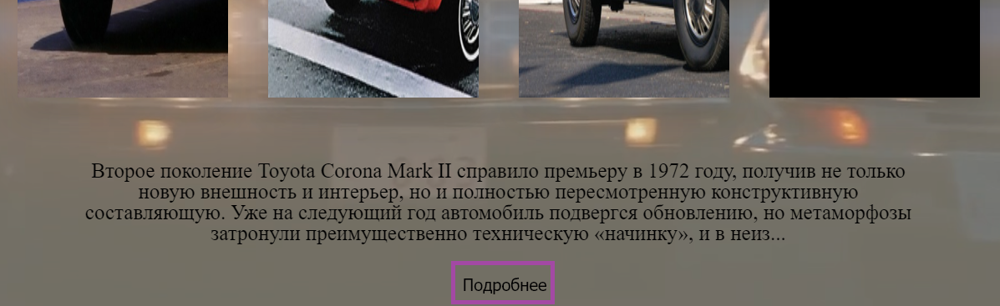 Второе поколение Toyota Corona Mark II справило премьеру в 1972 году, получив не только
новую внешность и интерьер, но и полностью пересмотренную конструктивную
составляющую. Уже на следующий год автомобиль подвергся обновлению, но метаморфозы
затронули преимущественно техническую «начинку», и в неиз...
Подробнее